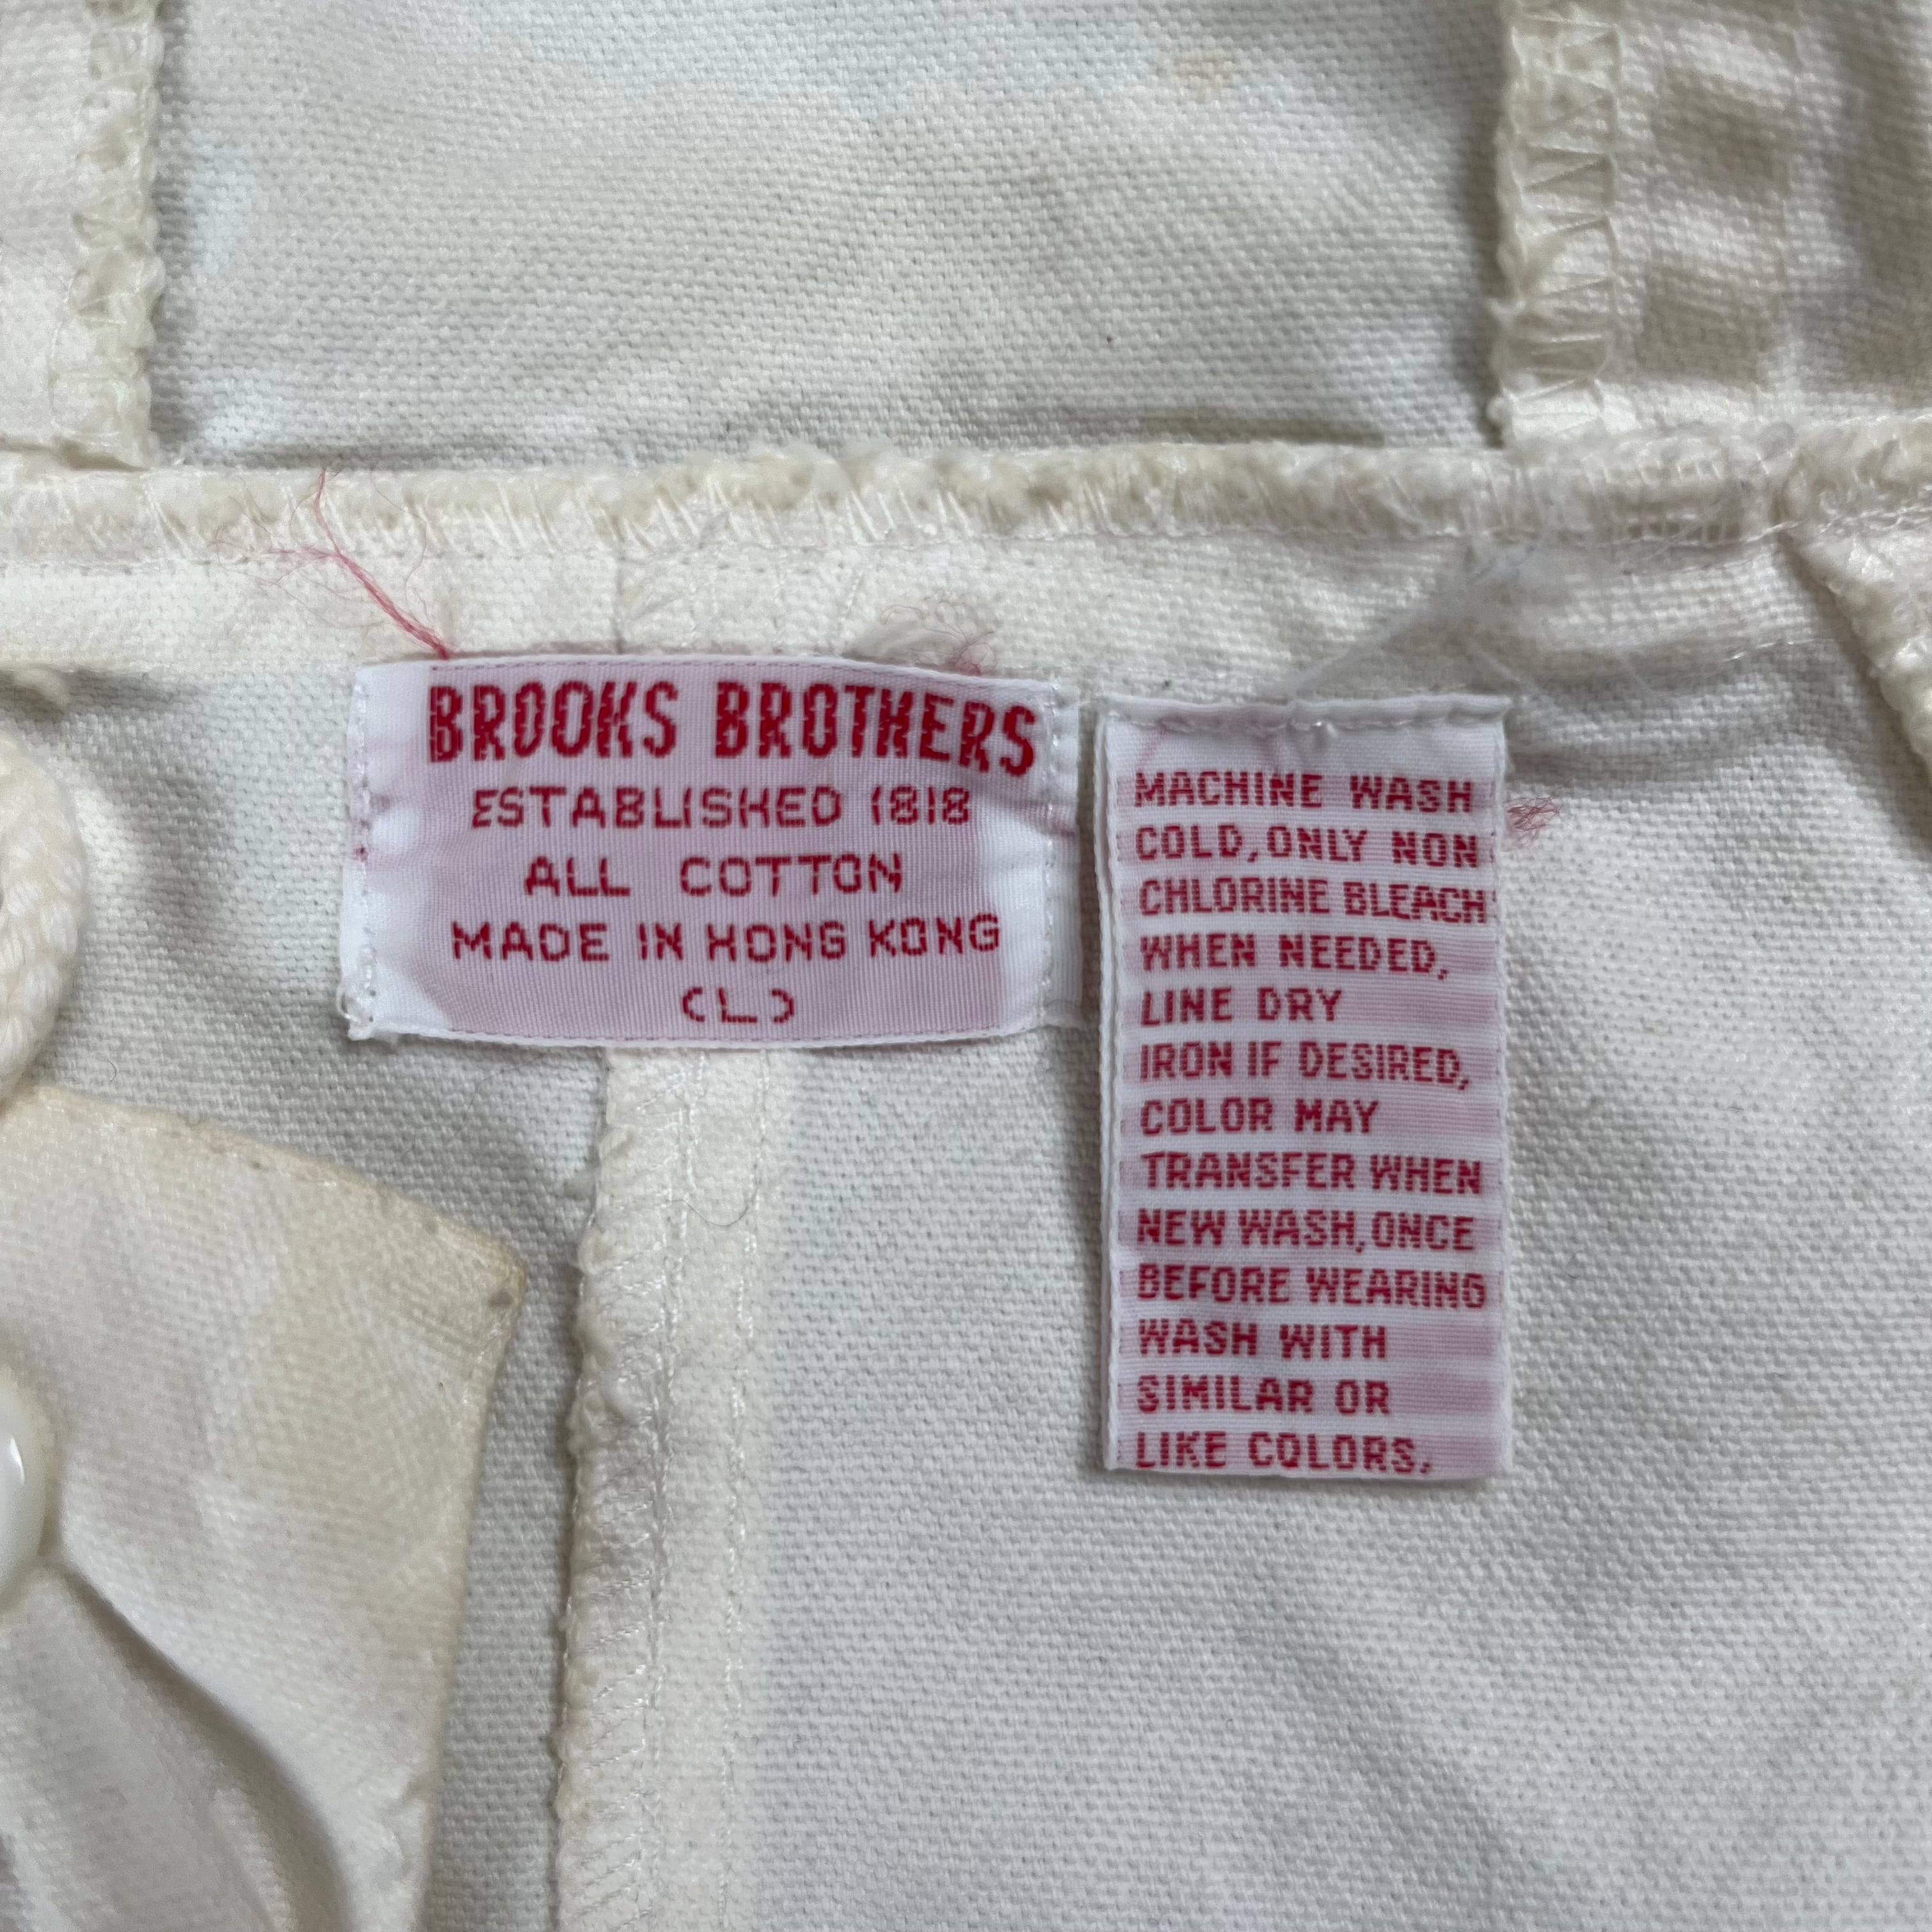 BROOKS BROTHERS
ESTABLISHED 1818
ALL COTTON
MADE IN HONG KONG
(L)
MACHINE WASH
COLD, ONLY NON
CHLORINE BLEACH
WHEN NEEDED,
LINE DRY
IRON IF DESIRED,
COLOR MAY
TRANSFER WHEN
NEW WASH, ONCE
BEFORE WEARING
WASH WITH
SIMILAR OR
LIKE COLORS.